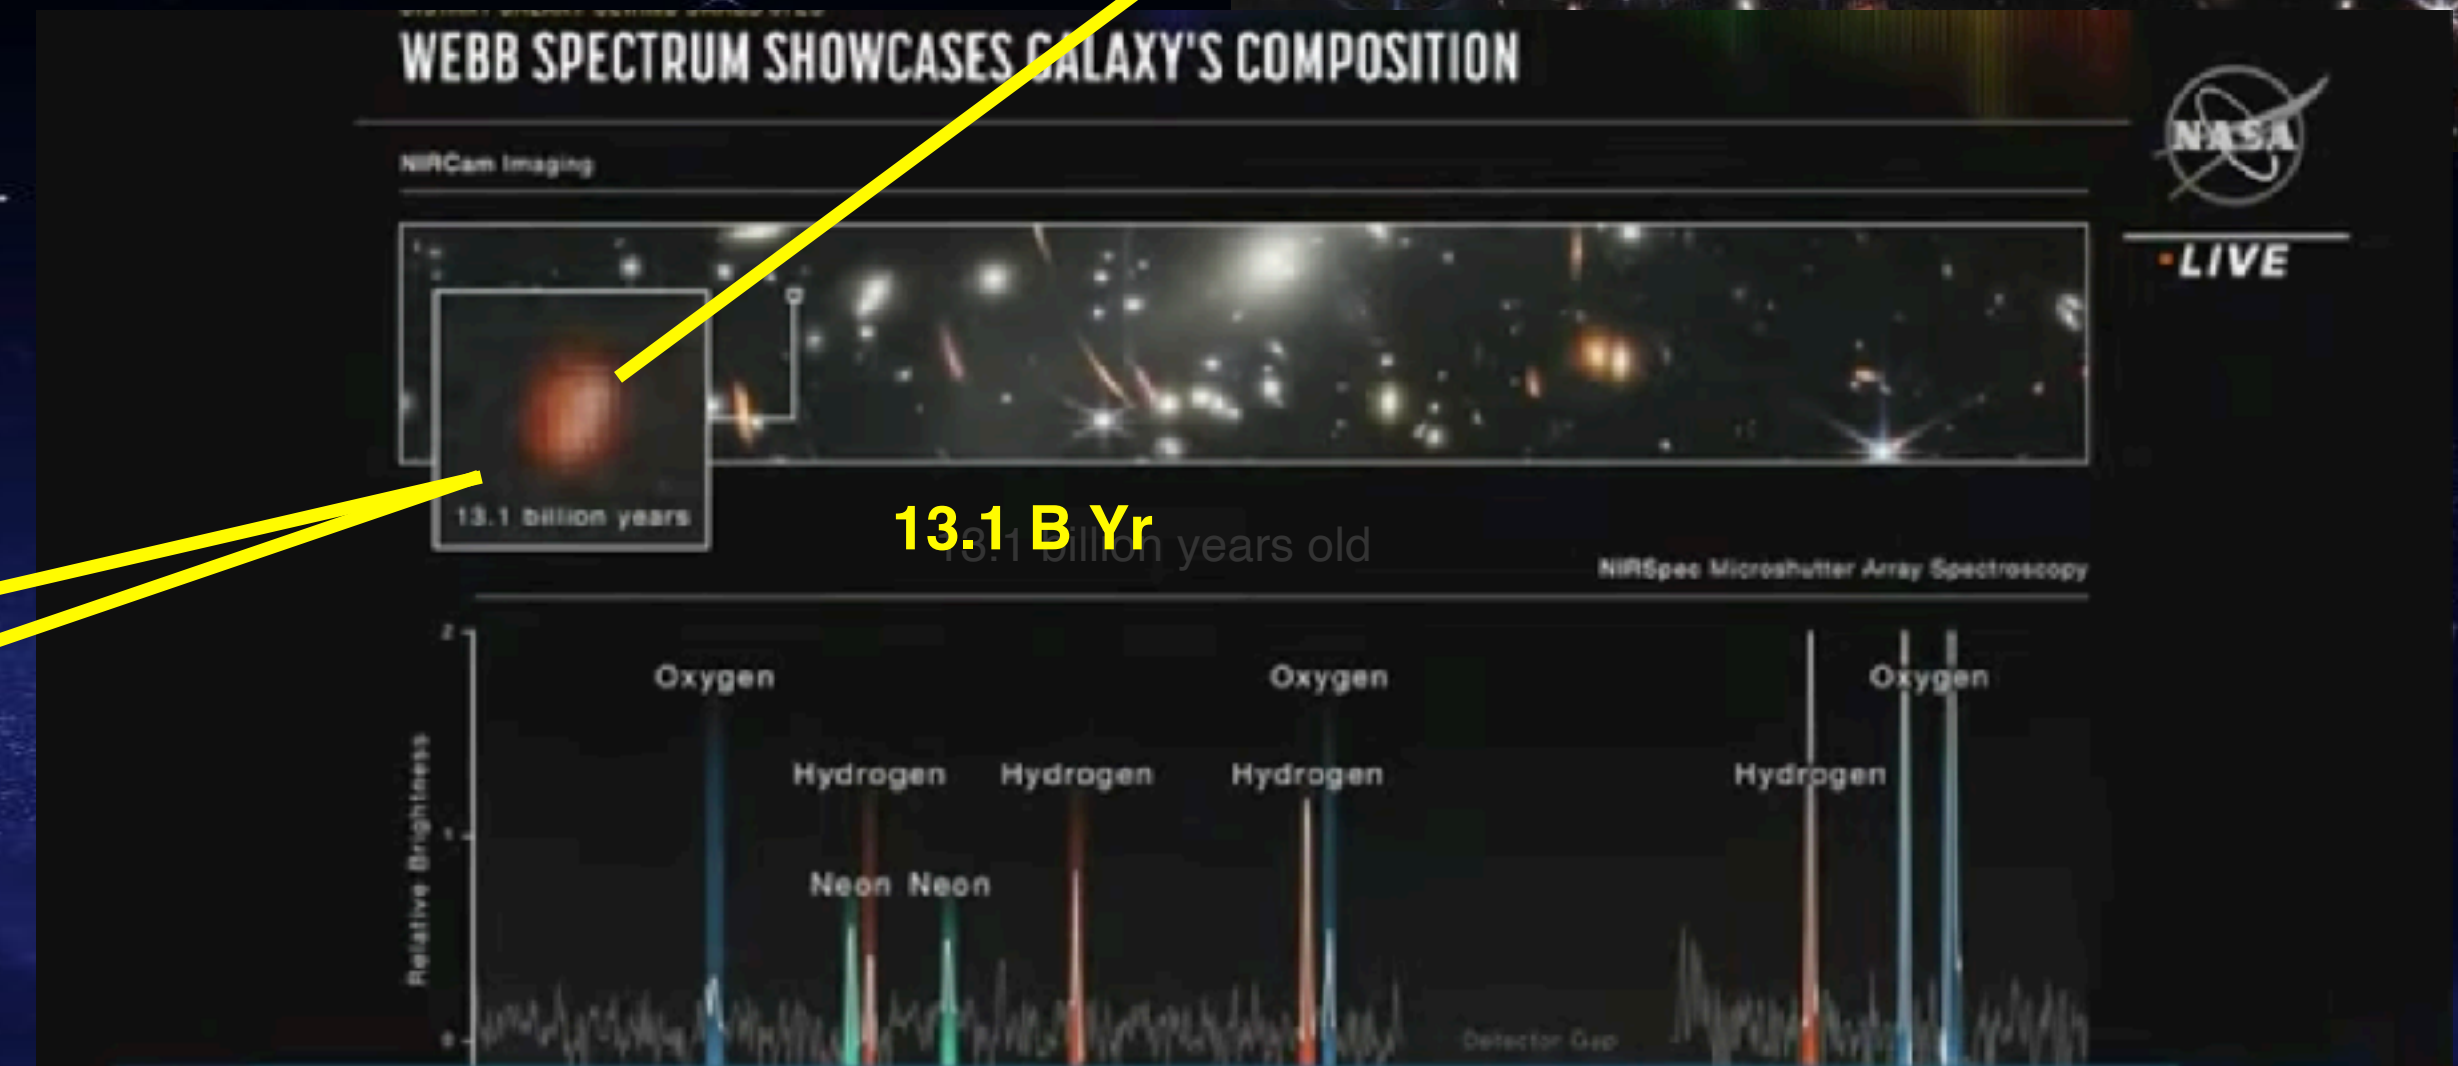 WEBB SPECTRUM SHOWCASES GALAXY'S COMPOSITION
NASA
NIRCam Imaging
LIVE
13.1 billion years
13.1 B Yr
13.1 billion years old
NIRSpec Microshutter Array Spectroscopy
2
Oxygen
Oxygen
Oxygen
Hydrogen
Hydrogen
Hydrogen
Hydrogen
Relative Brightness
1
Neon
Neon
0
Detector Gap